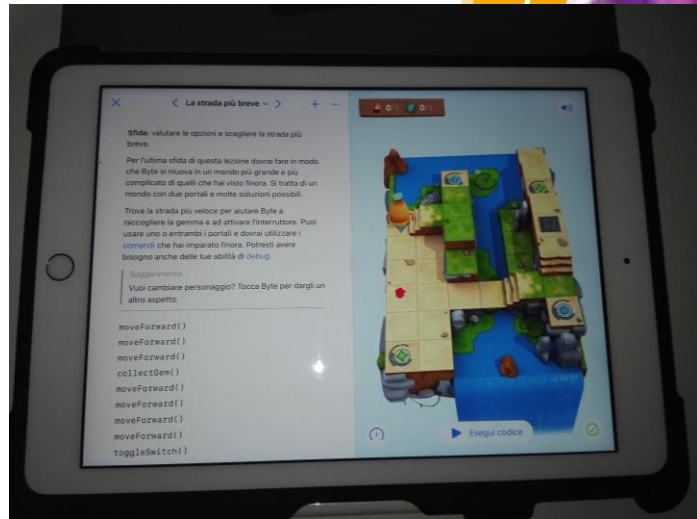 La strada più breve
0/1 0/1
Sfida: valutare le opzioni e scegliere la strada più
breve.
Per l'ultima sfida di questa lezione dovrai fare in modo
che Byte si muova in un mondo più grande e più
complicato di quelli che hai visto finora. Si tratta di un
mondo con due portali e molte soluzioni possibili.
Trova la strada più veloce per aiutare Byte a
raccogliere la gemma e ad attivare l'interruttore. Puoi
usare uno o entrambi i portali e dovrai utilizzare i
comandi che hai imparato finora. Potresti avere
bisogno anche delle tue abilità di debug.
Suggerimento
Vuoi cambiare personaggio? Tocca Byte per dargli un
altro aspetto.
moveForward()
moveForward()
moveForward()
collectGem()
moveForward()
moveForward()
moveForward()
moveForward()
toggleSwitch()
Esegui codice